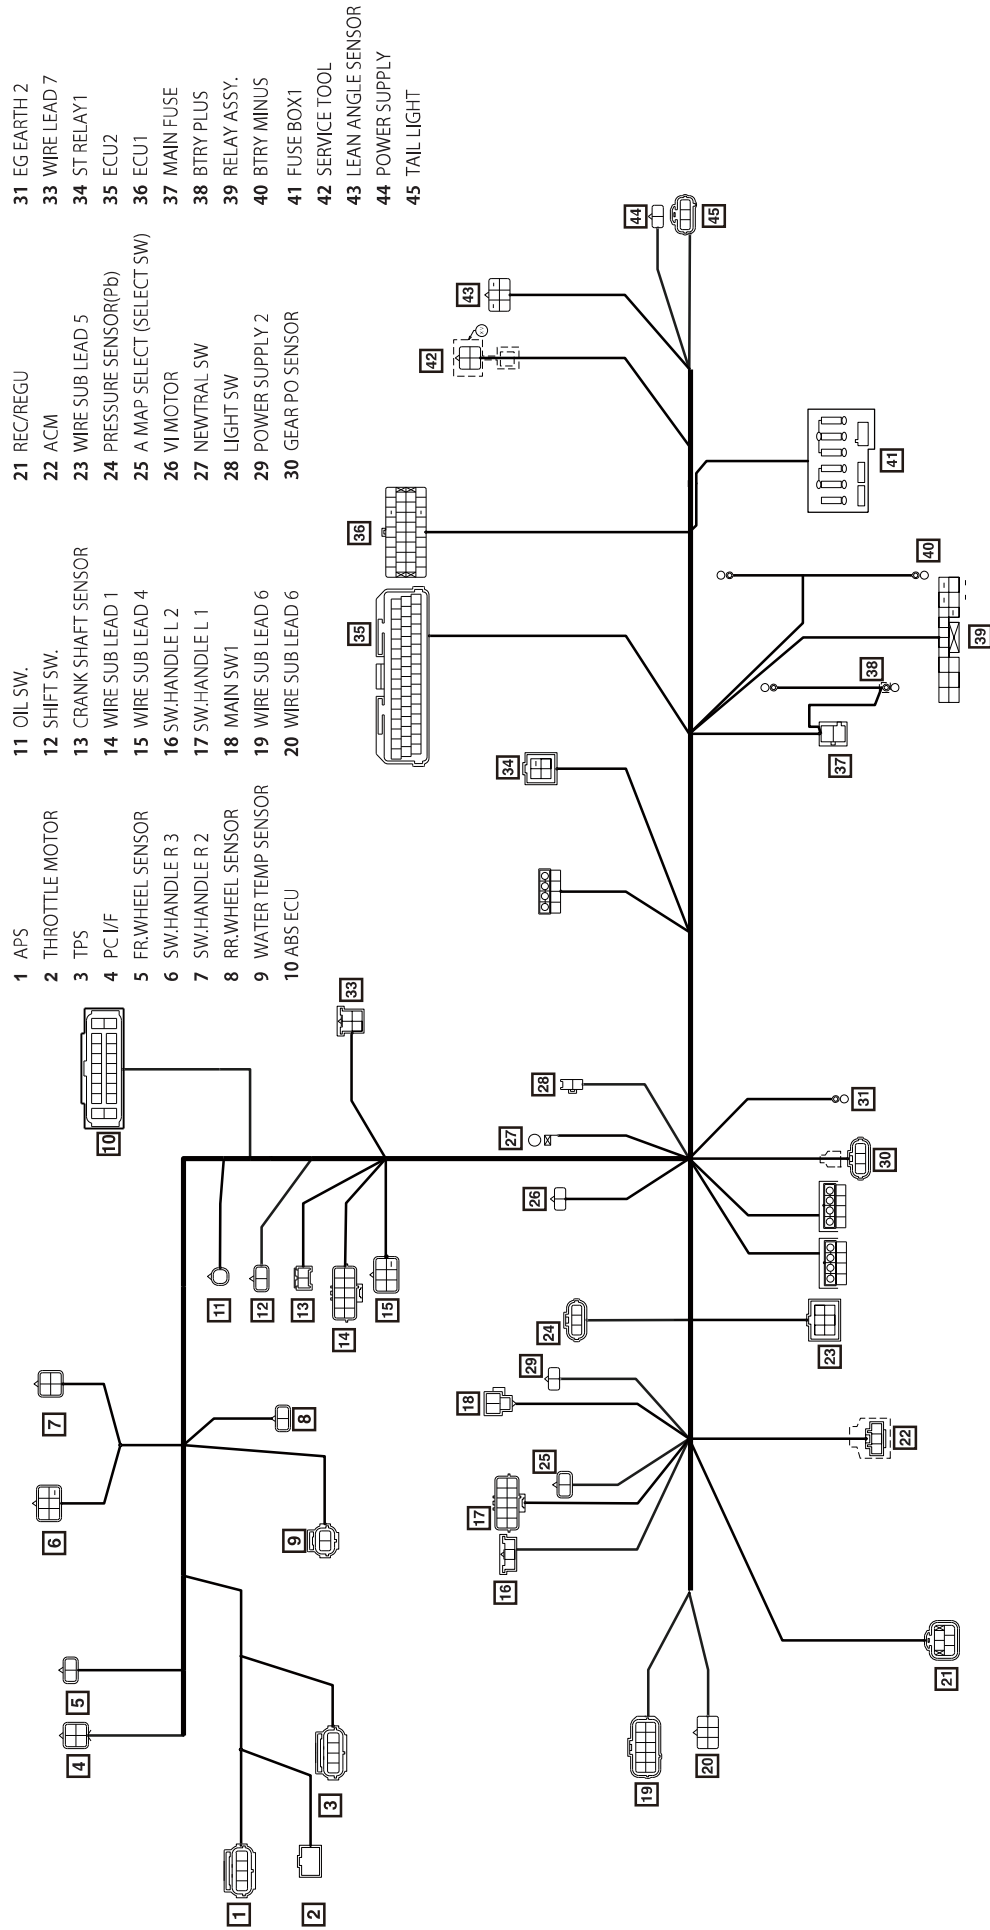 1 APS
2 THROTTLE MOTOR
3 TPS
4 PC I/F
5 FR.WHEEL SENSOR
6 SW.HANDLE R 3
7 SW.HANDLE R 2
8 RR.WHEEL SENSOR
9 WATER TEMP SENSOR
10 ABS ECU
11 OIL SW.
12 SHIFT SW.
13 CRANK SHAFT SENSOR
14 WIRE SUB LEAD 1
15 WIRE SUB LEAD 4
16 SW.HANDLE L 2
17 SW.HANDLE L 1
18 MAIN SW1
19 WIRE SUB LEAD 6
20 WIRE SUB LEAD 6
21 REC/REGU
22 ACM
23 WIRE SUB LEAD 5
24 PRESSURE SENSOR(Pb)
25 A MAP SELECT (SELECT SW)
26 VI MOTOR
27 NEWTRAL SW
28 LIGHT SW
29 POWER SUPPLY 2
30 GEAR PO SENSOR
31 EG EARTH 2
33 WIRE LEAD 7
34 ST RELAY1
35 ECU2
36 ECU1
37 MAIN FUSE
38 BTRY PLUS
39 RELAY ASSY.
40 BTRY MINUS
41 FUSE BOX1
42 SERVICE TOOL
43 LEAN ANGLE SENSOR
44 POWER SUPPLY
45 TAIL LIGHT
1
2
3
4
5
6
7
8
9
10
11
12
13
14
15
33
16
17
25
18
29
24
26
27
28
34
35
36
42
43
44
45
19
20
21
22
23
30
31
37
38
39
40
41